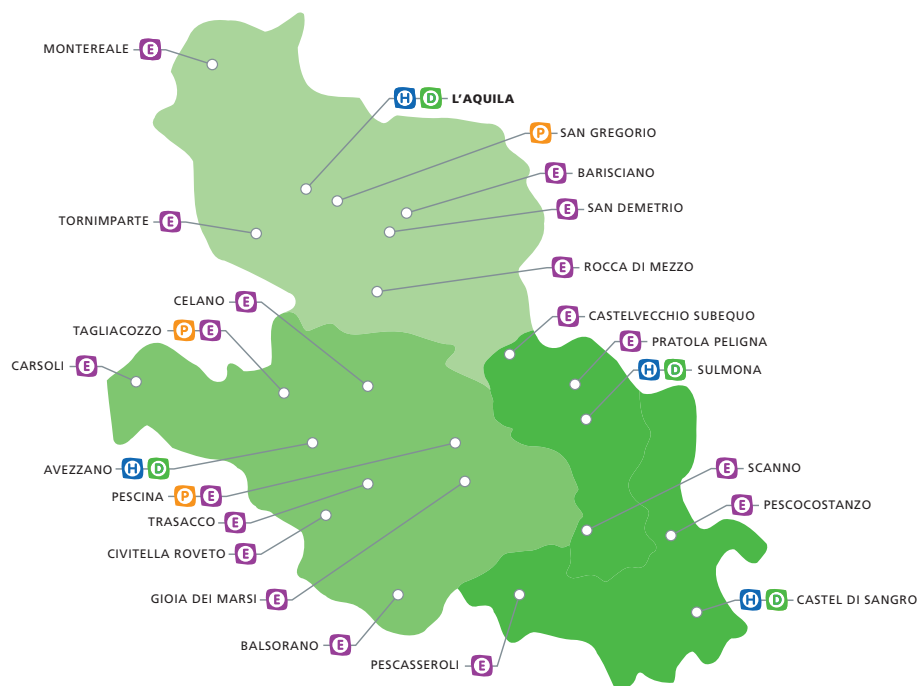 MONTEREALE E
H D L'AQUILA
P SAN GREGORIO
E BARISCIANO
E SAN DEMETRIO
TORNIMPARTE E
E ROCCA DI MEZZO
CELANO E
E CASTELVECCHIO SUBEQUO
TAGLIACOZZO P E
E PRATOLA PELIGNA
CARSOLI E
H D SULMONA
AVEZZANO H D
E SCANNO
PESCINA P E
E PESCOCOSTANZO
TRASACCO E
CIVITELLA ROVETO E
GIOIA DEI MARSI E
H D CASTEL DI SANGRO
BALSORANO E
PESCASSEROLI E